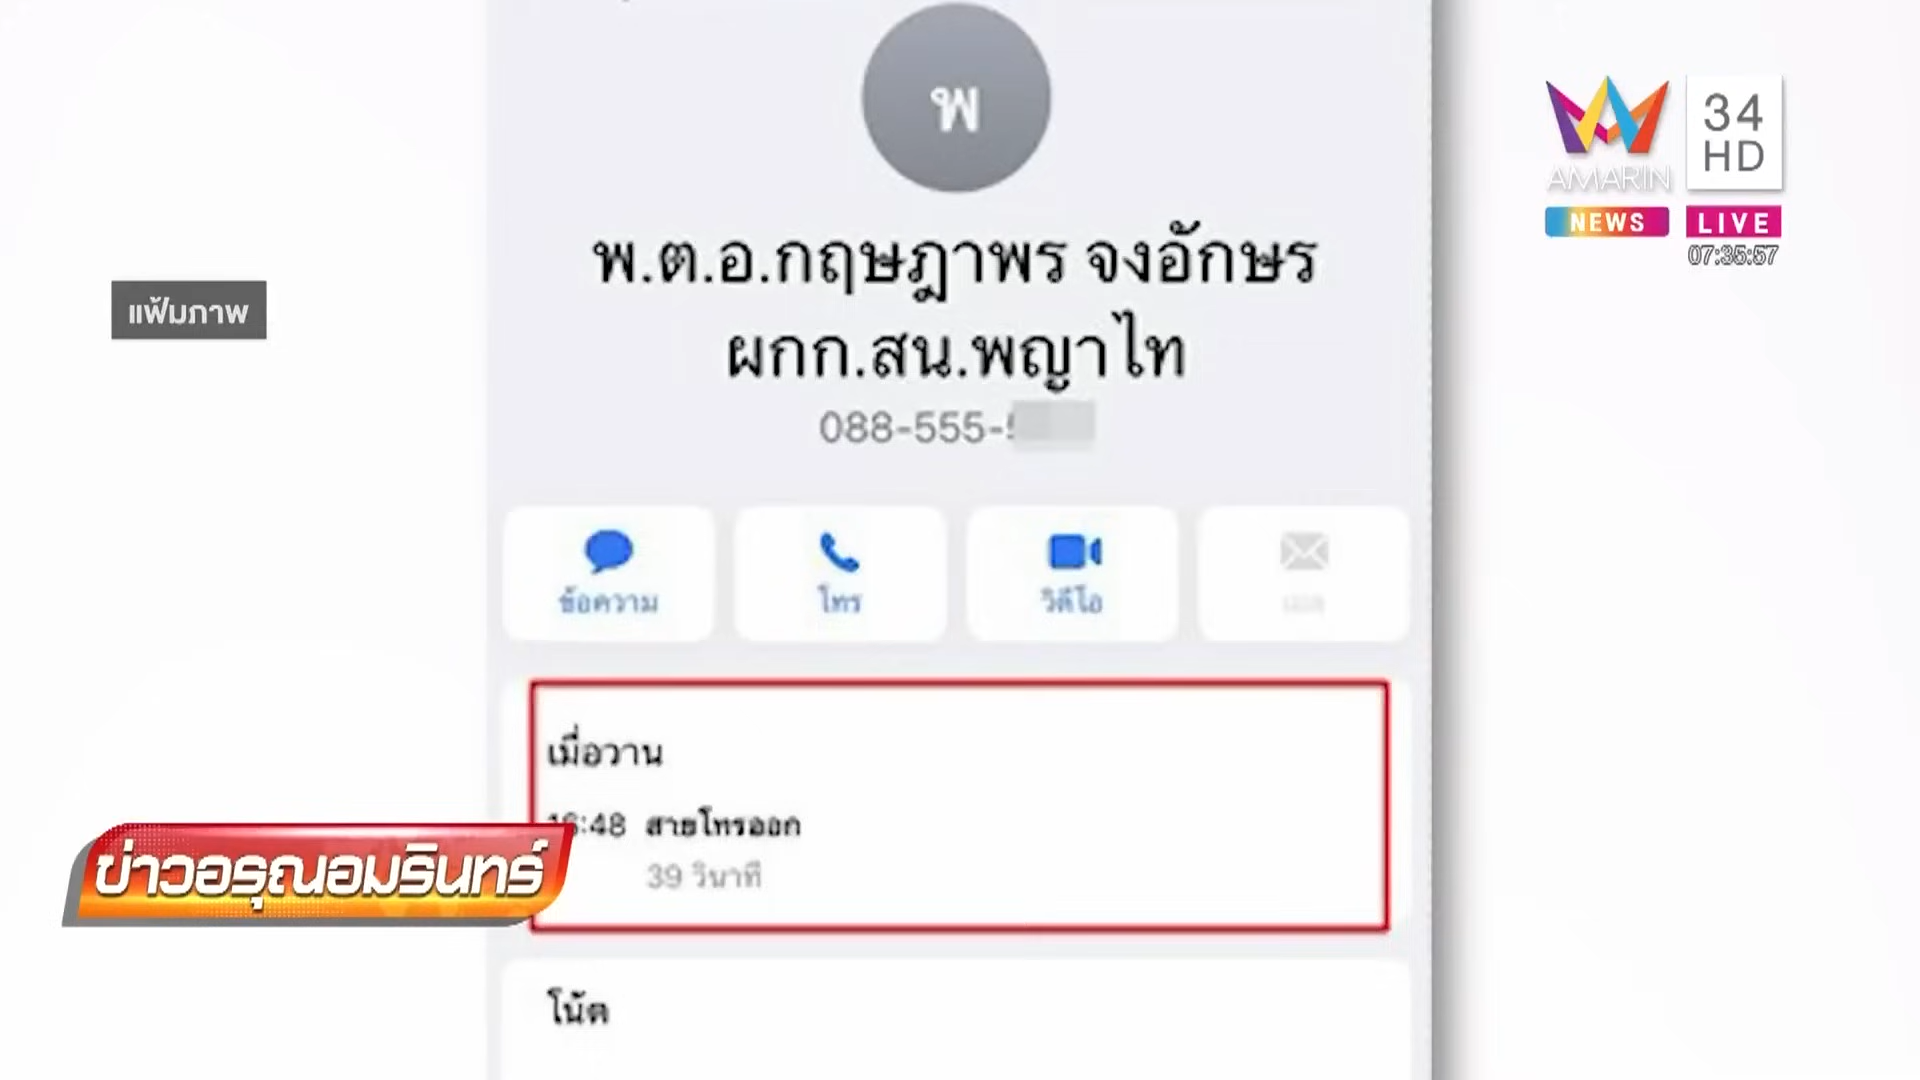 พ
พ.ต.อ.กฤษฎาพร จงอักษร
ผกก.สน.พญาไท
088-555-
ข้อความ
โทร
วิดีโอ
เมื่อวาน
16:48 สายโทรออก
39 วินาที
โน้ต
แฟ้มภาพ
ข่าวอรุณอมรินทร์
AMARIN
34
HD
NEWS
LIVE
07:35:57